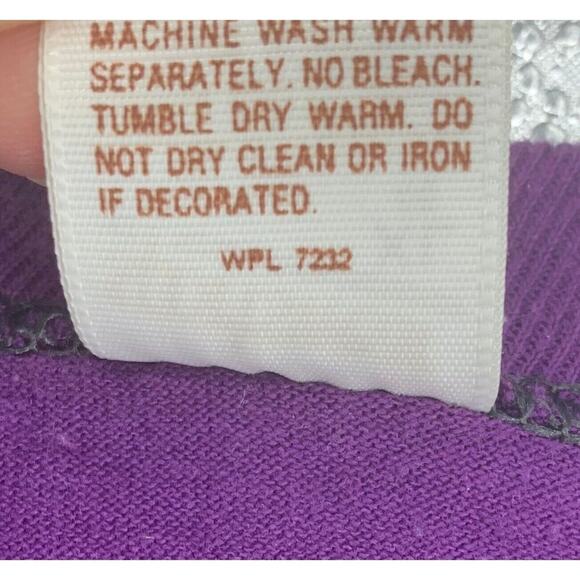 MACHINE WASH WARM
SEPARATELY. NO BLEACH.
TUMBLE DRY WARM. DO
NOT DRY CLEAN OR IRON
IF DECORATED.
WPL 7232